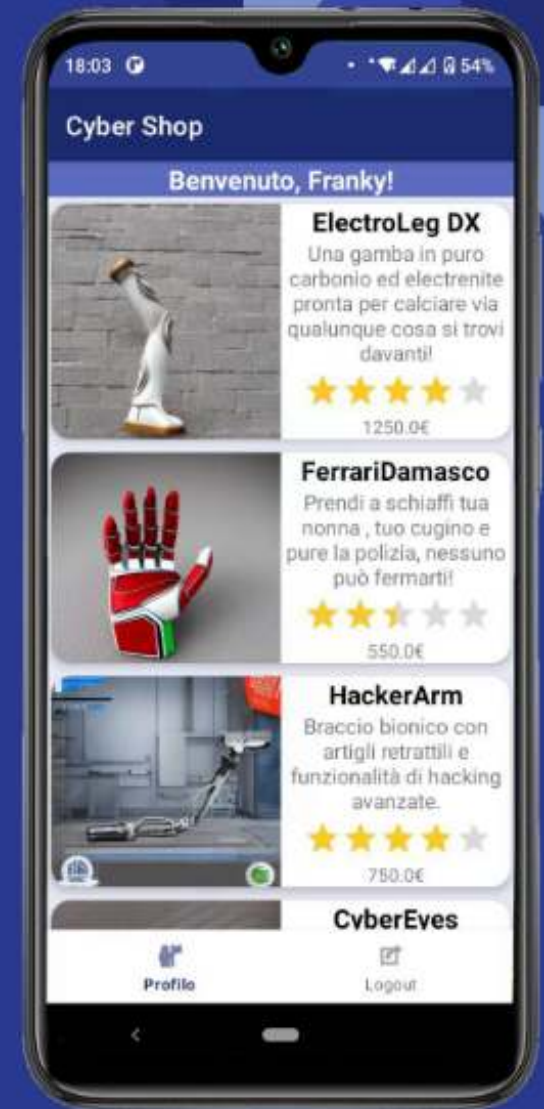 18:03
54%
Cyber Shop
Benvenuto, Franky!
ElectroLeg DX
Una gamba in puro
carbonio ed electrenite
pronta per calciare via
qualunque cosa si trovi
davanti!
1250.0€
FerrariDamasco
Prendi a schiaffi tua
nonna , tuo cugino e
pure la polizia, nessuno
può fermarti!
550.0€
HackerArm
Braccio bionico con
artigli retrattili e
funzionalità di hacking
avanzate.
750.0€
CyberEyes
Profilo
Logout